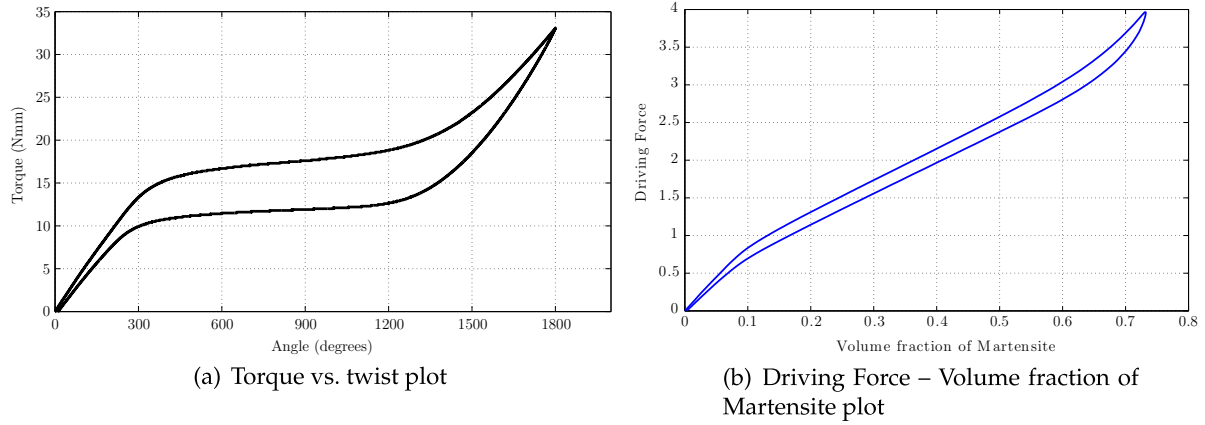 35
30
25
20
15
10
5
0
Torque (Nmm)
0 300 600 900 1200 1500 1800
Angle (degrees)
(a) Torque vs. twist plot
4
3.5
3
2.5
2
1.5
1
0.5
0
Driving Force
0 0.1 0.2 0.3 0.4 0.5 0.6 0.7 0.8
Volume fraction of Martensite
(b) Driving Force – Volume fraction of
Martensite plot